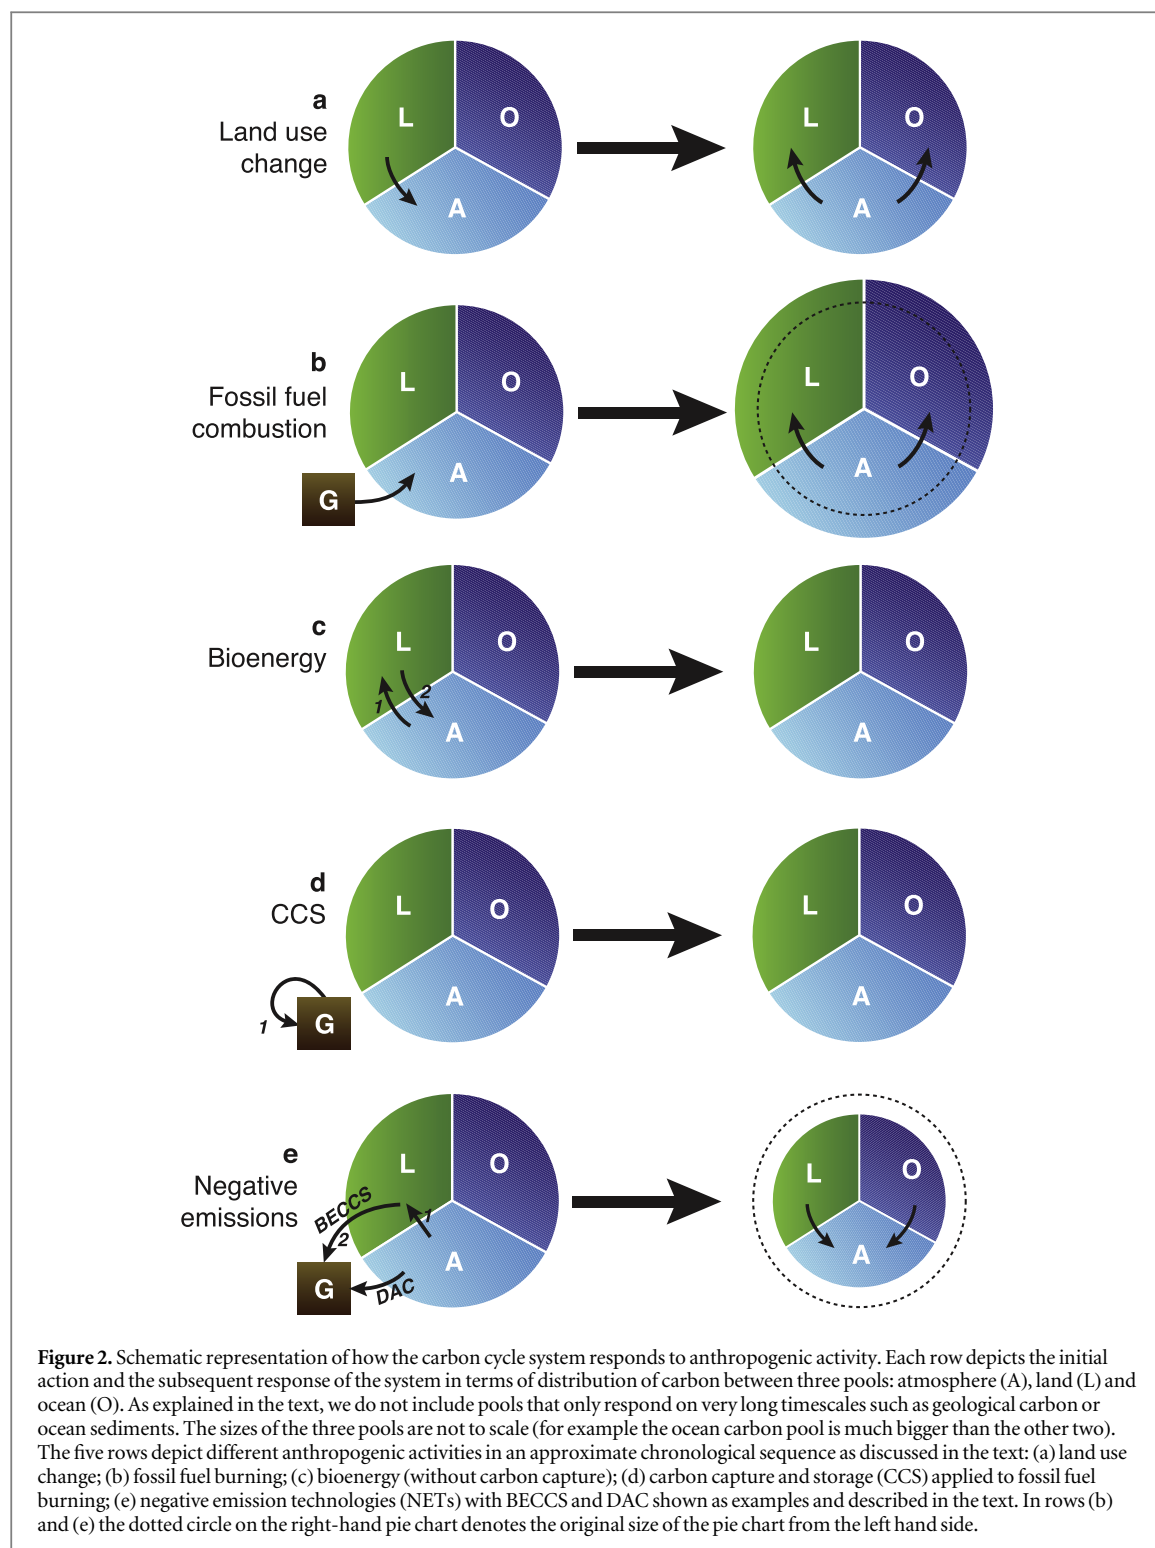 a
Land use
change
L
O
A
L
O
A
b
Fossil fuel
combustion
L
O
A
G
L
O
A
c
Bioenergy
L
O
A
1
2
L
O
A
d
CCS
L
O
A
1
G
L
O
A
e
Negative
emissions
L
O
A
BECCS
2
1
G
DAC
L
O
A
Figure 2. Schematic representation of how the carbon cycle system responds to anthropogenic activity. Each row depicts the initial
action and the subsequent response of the system in terms of distribution of carbon between three pools: atmosphere (A), land (L) and
ocean (O). As explained in the text, we do not include pools that only respond on very long timescales such as geological carbon or
ocean sediments. The sizes of the three pools are not to scale (for example the ocean carbon pool is much bigger than the other two).
The five rows depict different anthropogenic activities in an approximate chronological sequence as discussed in the text: (a) land use
change; (b) fossil fuel burning; (c) bioenergy (without carbon capture); (d) carbon capture and storage (CCS) applied to fossil fuel
burning; (e) negative emission technologies (NETs) with BECCS and DAC shown as examples and described in the text. In rows (b)
and (e) the dotted circle on the right-hand pie chart denotes the original size of the pie chart from the left hand side.